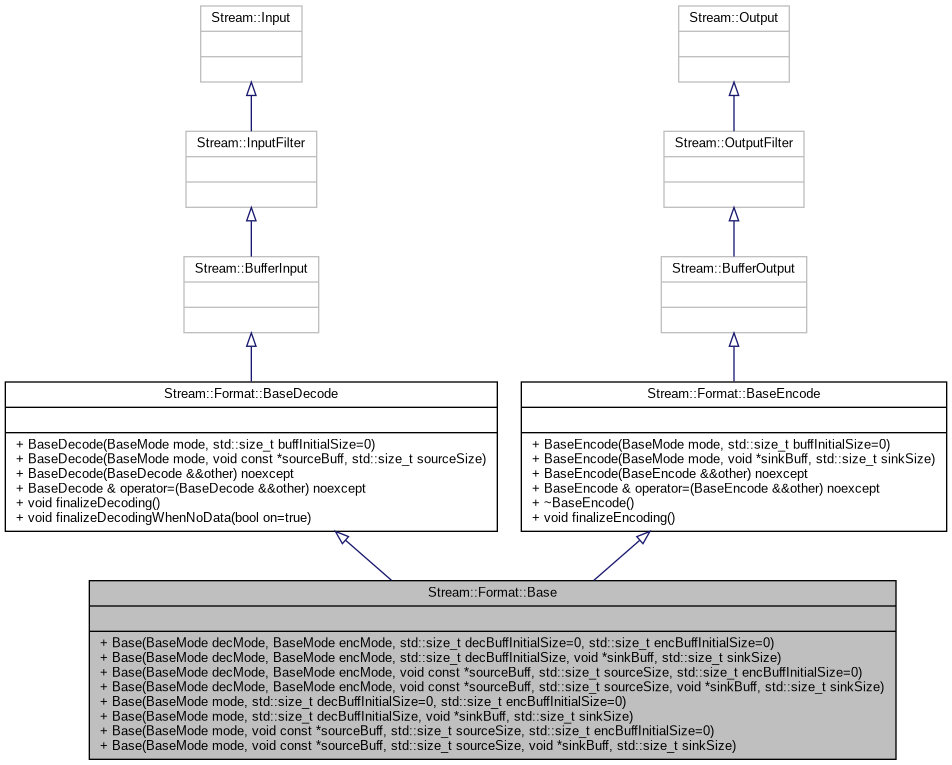 Stream::Input
Stream::Output
Stream::InputFilter
Stream::OutputFilter
Stream::BufferInput
Stream::BufferOutput
Stream::Format::BaseDecode
+ BaseDecode(BaseMode mode, std::size_t buffInitialSize=0)
+ BaseDecode(BaseMode mode, void const *sourceBuff, std::size_t sourceSize)
+ BaseDecode(BaseDecode &&other) noexcept
+ BaseDecode & operator=(BaseDecode &&other) noexcept
+ void finalizeDecoding()
+ void finalizeDecodingWhenNoData(bool on=true)
Stream::Format::BaseEncode
+ BaseEncode(BaseMode mode, std::size_t buffInitialSize=0)
+ BaseEncode(BaseMode mode, void *sinkBuff, std::size_t sinkSize)
+ BaseEncode(BaseEncode &&other) noexcept
+ BaseEncode & operator=(BaseEncode &&other) noexcept
+ ~BaseEncode()
+ void finalizeEncoding()
Stream::Format::Base
+ Base(BaseMode decMode, BaseMode encMode, std::size_t decBuffInitialSize=0, std::size_t encBuffInitialSize=0)
+ Base(BaseMode decMode, BaseMode encMode, std::size_t decBuffInitialSize, void *sinkBuff, std::size_t sinkSize)
+ Base(BaseMode decMode, BaseMode encMode, void const *sourceBuff, std::size_t sourceSize, std::size_t encBuffInitialSize=0)
+ Base(BaseMode decMode, BaseMode encMode, void const *sourceBuff, std::size_t sourceSize, void *sinkBuff, std::size_t sinkSize)
+ Base(BaseMode mode, std::size_t decBuffInitialSize=0, std::size_t encBuffInitialSize=0)
+ Base(BaseMode mode, std::size_t decBuffInitialSize, void *sinkBuff, std::size_t sinkSize)
+ Base(BaseMode mode, void const *sourceBuff, std::size_t sourceSize, std::size_t encBuffInitialSize=0)
+ Base(BaseMode mode, void const *sourceBuff, std::size_t sourceSize, void *sinkBuff, std::size_t sinkSize)